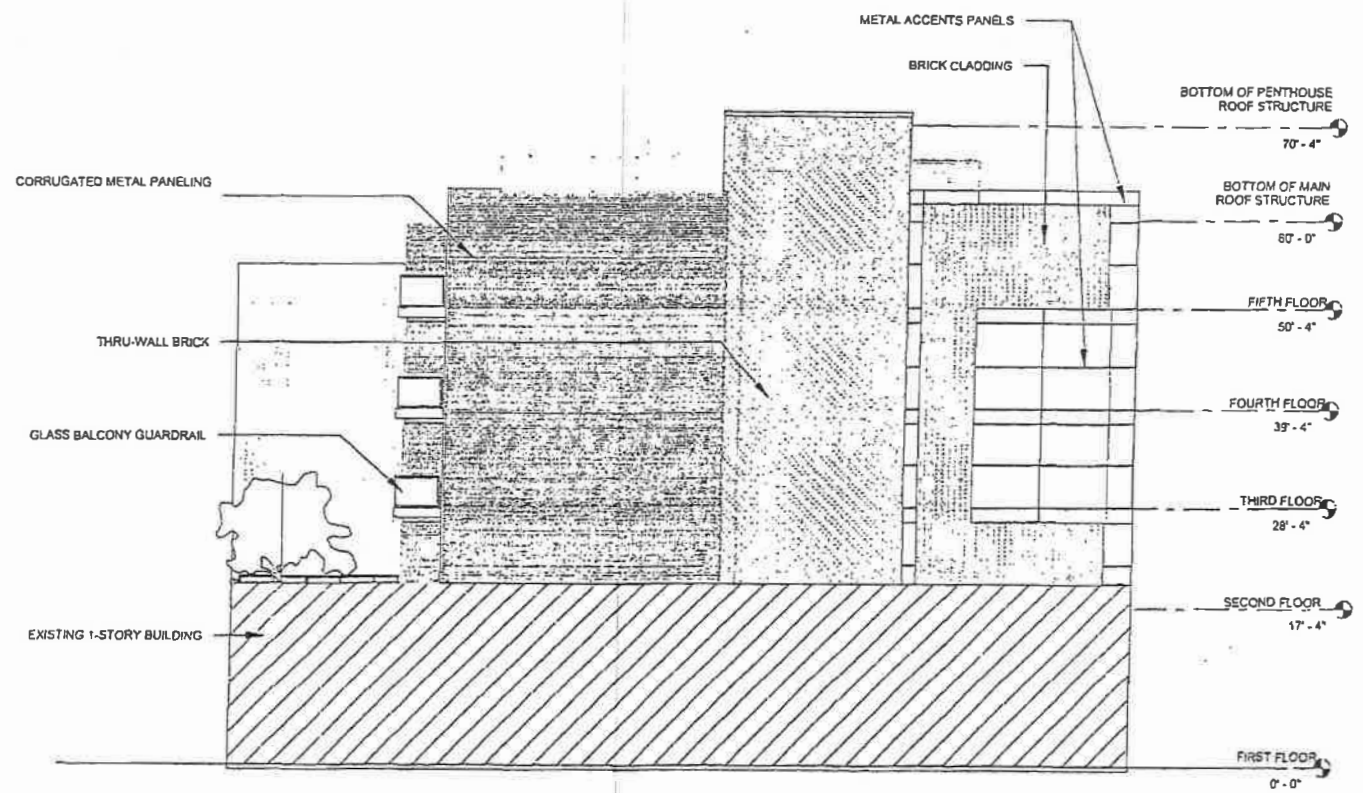 METAL ACCENTS PANELS
BRICK CLADDING
BOTTOM OF PENTHOUSE
ROOF STRUCTURE
70' - 4"
CORRUGATED METAL PANELING
BOTTOM OF MAIN
ROOF STRUCTURE
60' - 0"
FIFTH FLOOR
50' - 4"
THRU-WALL BRICK
FOURTH FLOOR
39' - 4"
GLASS BALCONY GUARDRAIL
THIRD FLOOR
28' - 4"
SECOND FLOOR
17' - 4"
EXISTING 1-STORY BUILDING
FIRST FLOOR
0' - 0"